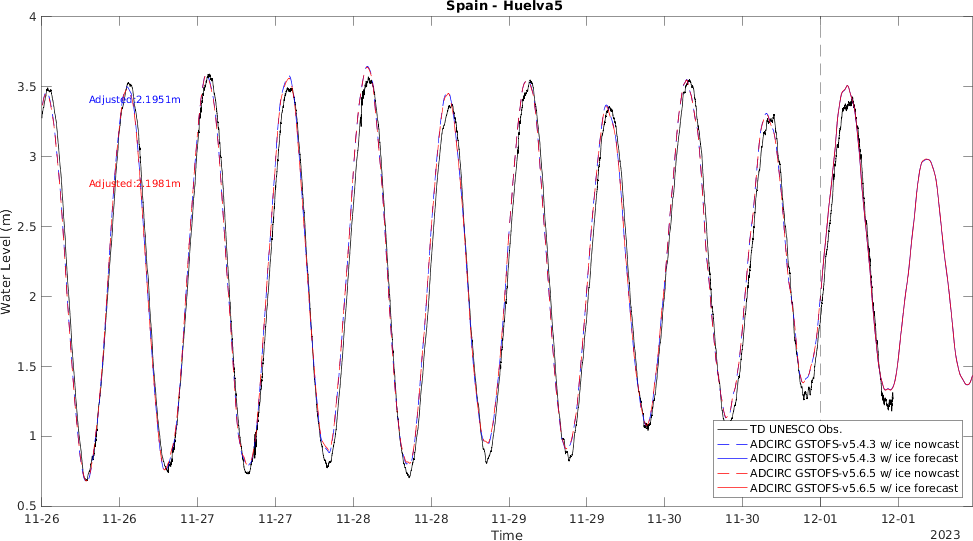 Spain - Huelva5
4
3.5
3
2.5
2
1.5
1
0.5
Water Level (m)
Adjusted:2.1951m
Adjusted:2.1981m
TD UNESCO Obs.
ADCIRC GSTOFS-v5.4.3 w/ ice nowcast
ADCIRC GSTOFS-v5.4.3 w/ ice forecast
ADCIRC GSTOFS-v5.6.5 w/ ice nowcast
ADCIRC GSTOFS-v5.6.5 w/ ice forecast
11-26 11-26 11-27 11-27 11-28 11-28 11-29 11-29 11-30 11-30 12-01 12-01
Time
2023